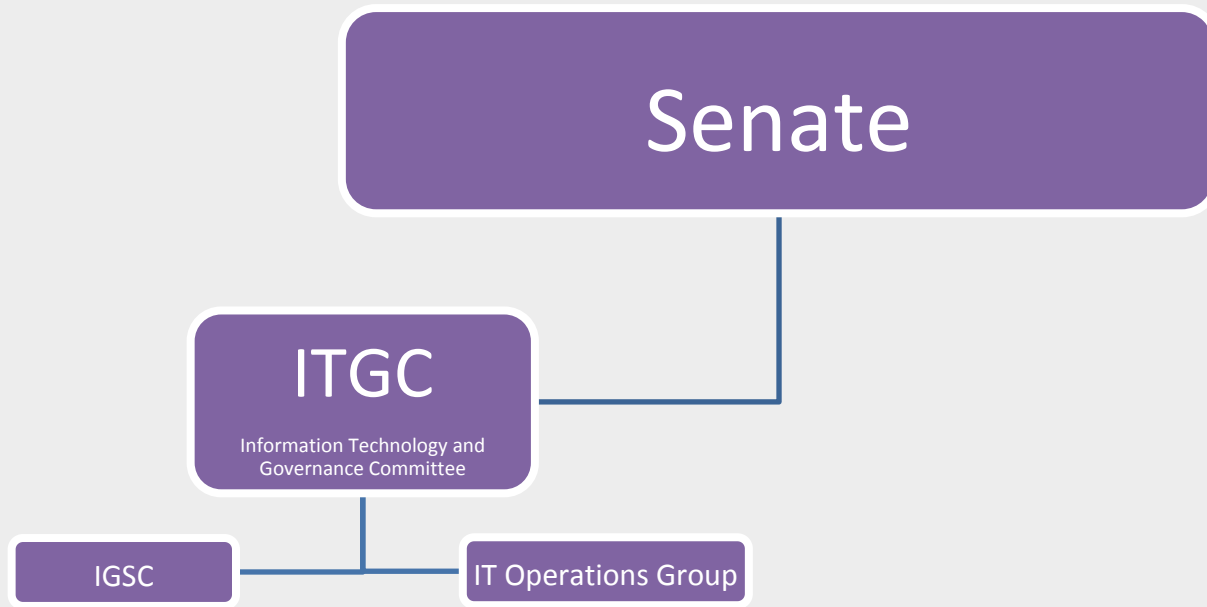 Senate
ITGC
Information Technology and
Governance Committee
IGSC
IT Operations Group